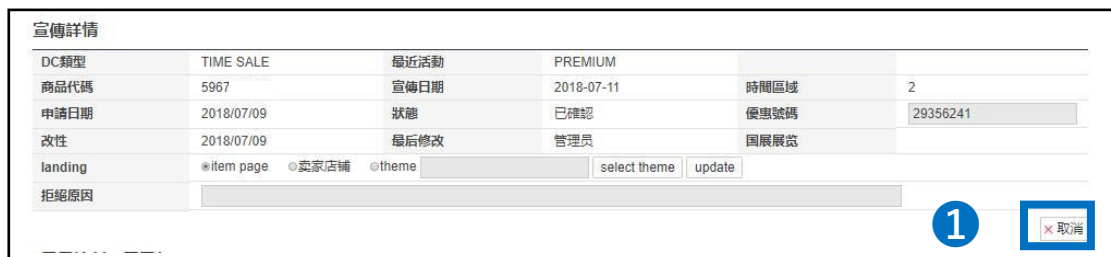 宣傳詳情
DC類型 TIME SALE 最近活動 PREMIUM
商品代碼 5967 宣傳日期 2018-07-11 時間區域 2
申請日期 2018/07/09 狀態 已確認 優惠號碼 29356241
改性 2018/07/09 最后修改 管理员 国展展览
landing item page 卖家店铺 theme select theme update
拒絕原因
1 × 取消